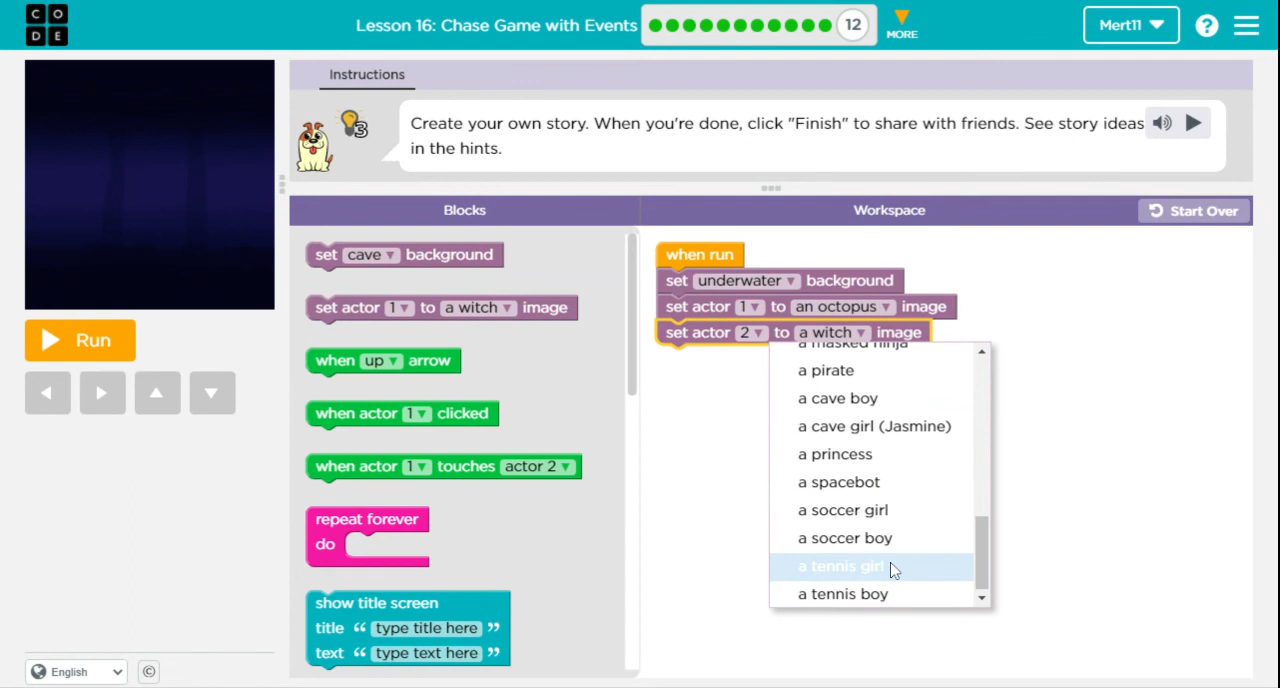 C O
D E
Lesson 16: Chase Game with Events
12
MORE
Mert11
?
Instructions
3
Create your own story. When you're done, click "Finish" to share with friends. See story ideas
in the hints.
Blocks
Workspace
Start Over
set cave background
set actor 1 to a witch image
when up arrow
when actor 1 clicked
when actor 1 touches actor 2
repeat forever
do
show title screen
title “ type title here ”
text “ type text here ”
when run
set underwater background
set actor 1 to an octopus image
set actor 2 to a witch image
a masked ninja
a pirate
a cave boy
a cave girl (Jasmine)
a princess
a spacebot
a soccer girl
a soccer boy
a tennis girl
a tennis boy
Run
English
©